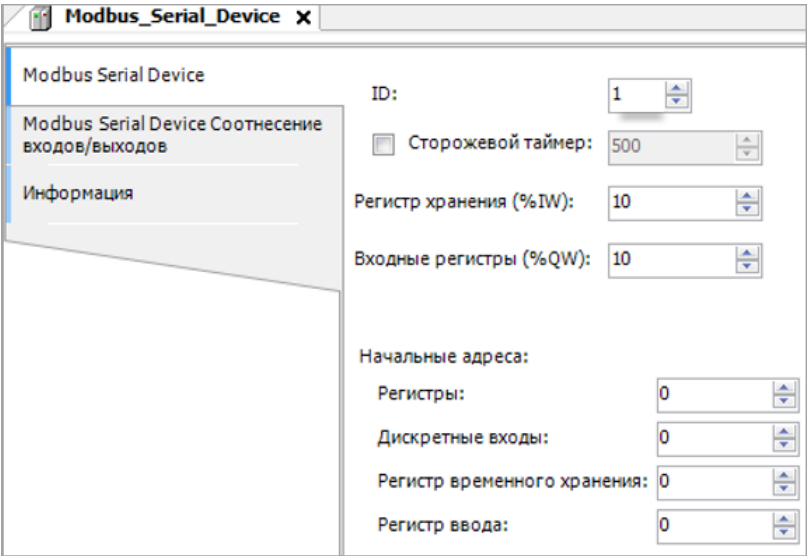 Modbus_Serial_Device x
Modbus Serial Device
Modbus Serial Device Соотнесение
входов/выходов
Информация
ID: 1
Сторожевой таймер: 500
Регистр хранения (%IW): 10
Входные регистры (%QW): 10
Начальные адреса:
Регистры: 0
Дискретные входы: 0
Регистр временного хранения: 0
Регистр ввода: 0